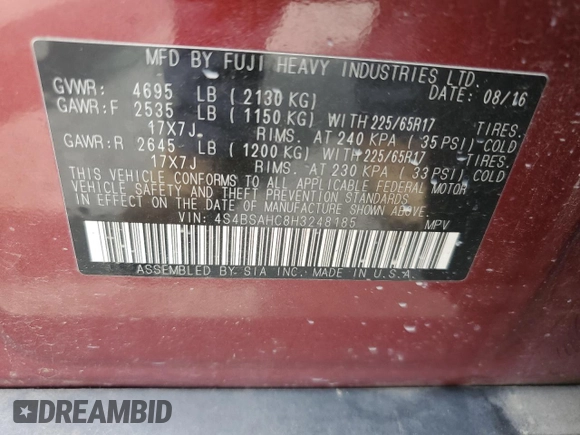 MFD BY FUJI HEAVY INDUSTRIES LTD.
GVWR: 4695 LB ( 2130 KG) 08/16
GAWR:F 2535 LB ( 1150 KG) WITH 225/65R17 TIRES.
17X7J RIMS. AT 240 KPA ( 35 PSI) COLD
GAWR:R 2645 LB ( 1200 KG) WITH 225/65R17 TIRES.
17X7J RIMS. AT 230 KPA ( 33 PSI) COLD
THIS VEHICLE CONFORMS TO ALL APPLICABLE FEDERAL MOTOR
VEHICLE SAFETY AND THEFT PREVENTION STANDARDS
IN EFFECT ON THE DATE OF MANUFACTURE SHOWN ABOVE.
VIN: 4S4BSAHC8H3248185 MPV
ASSEMBLED BY SIA INC. MADE IN U.S.A.
DREAMBID